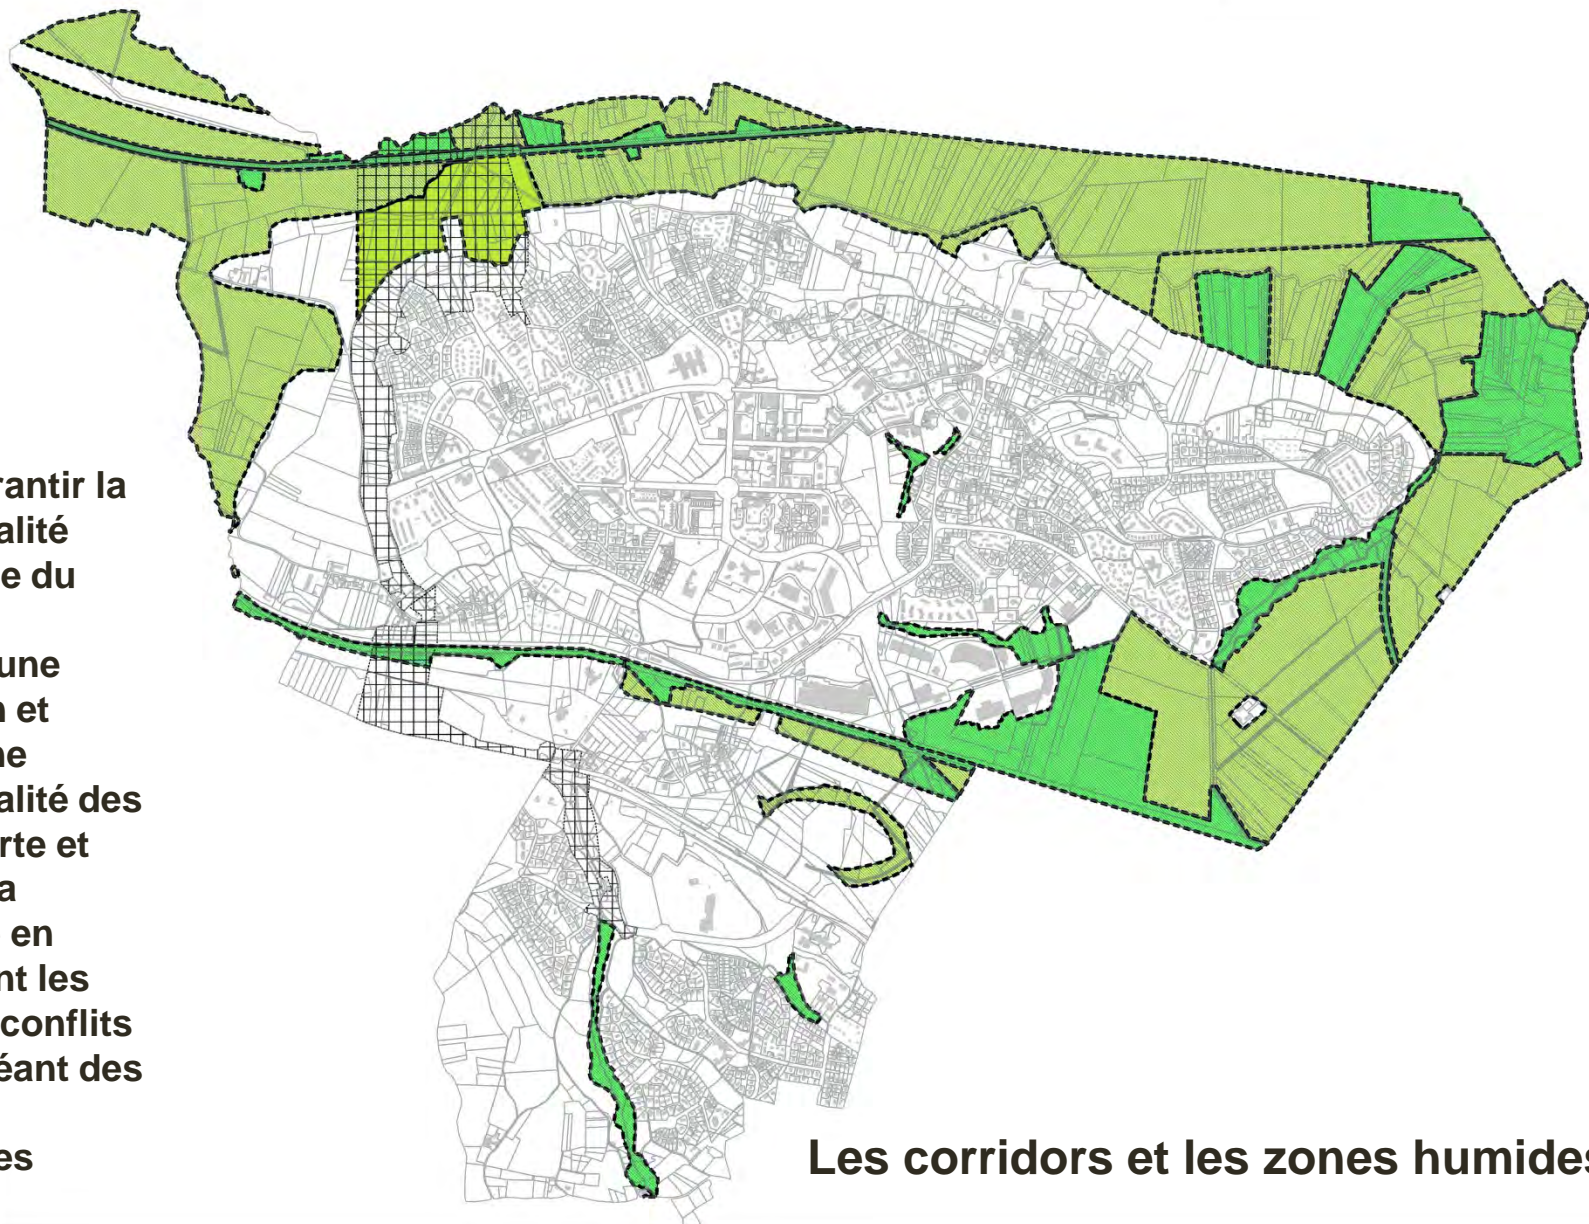 rantir la
alité
e du
une
n et
ne
alité des
rte et
a
en
nt les
conflits
éant des
es
Les corridors et les zones humides